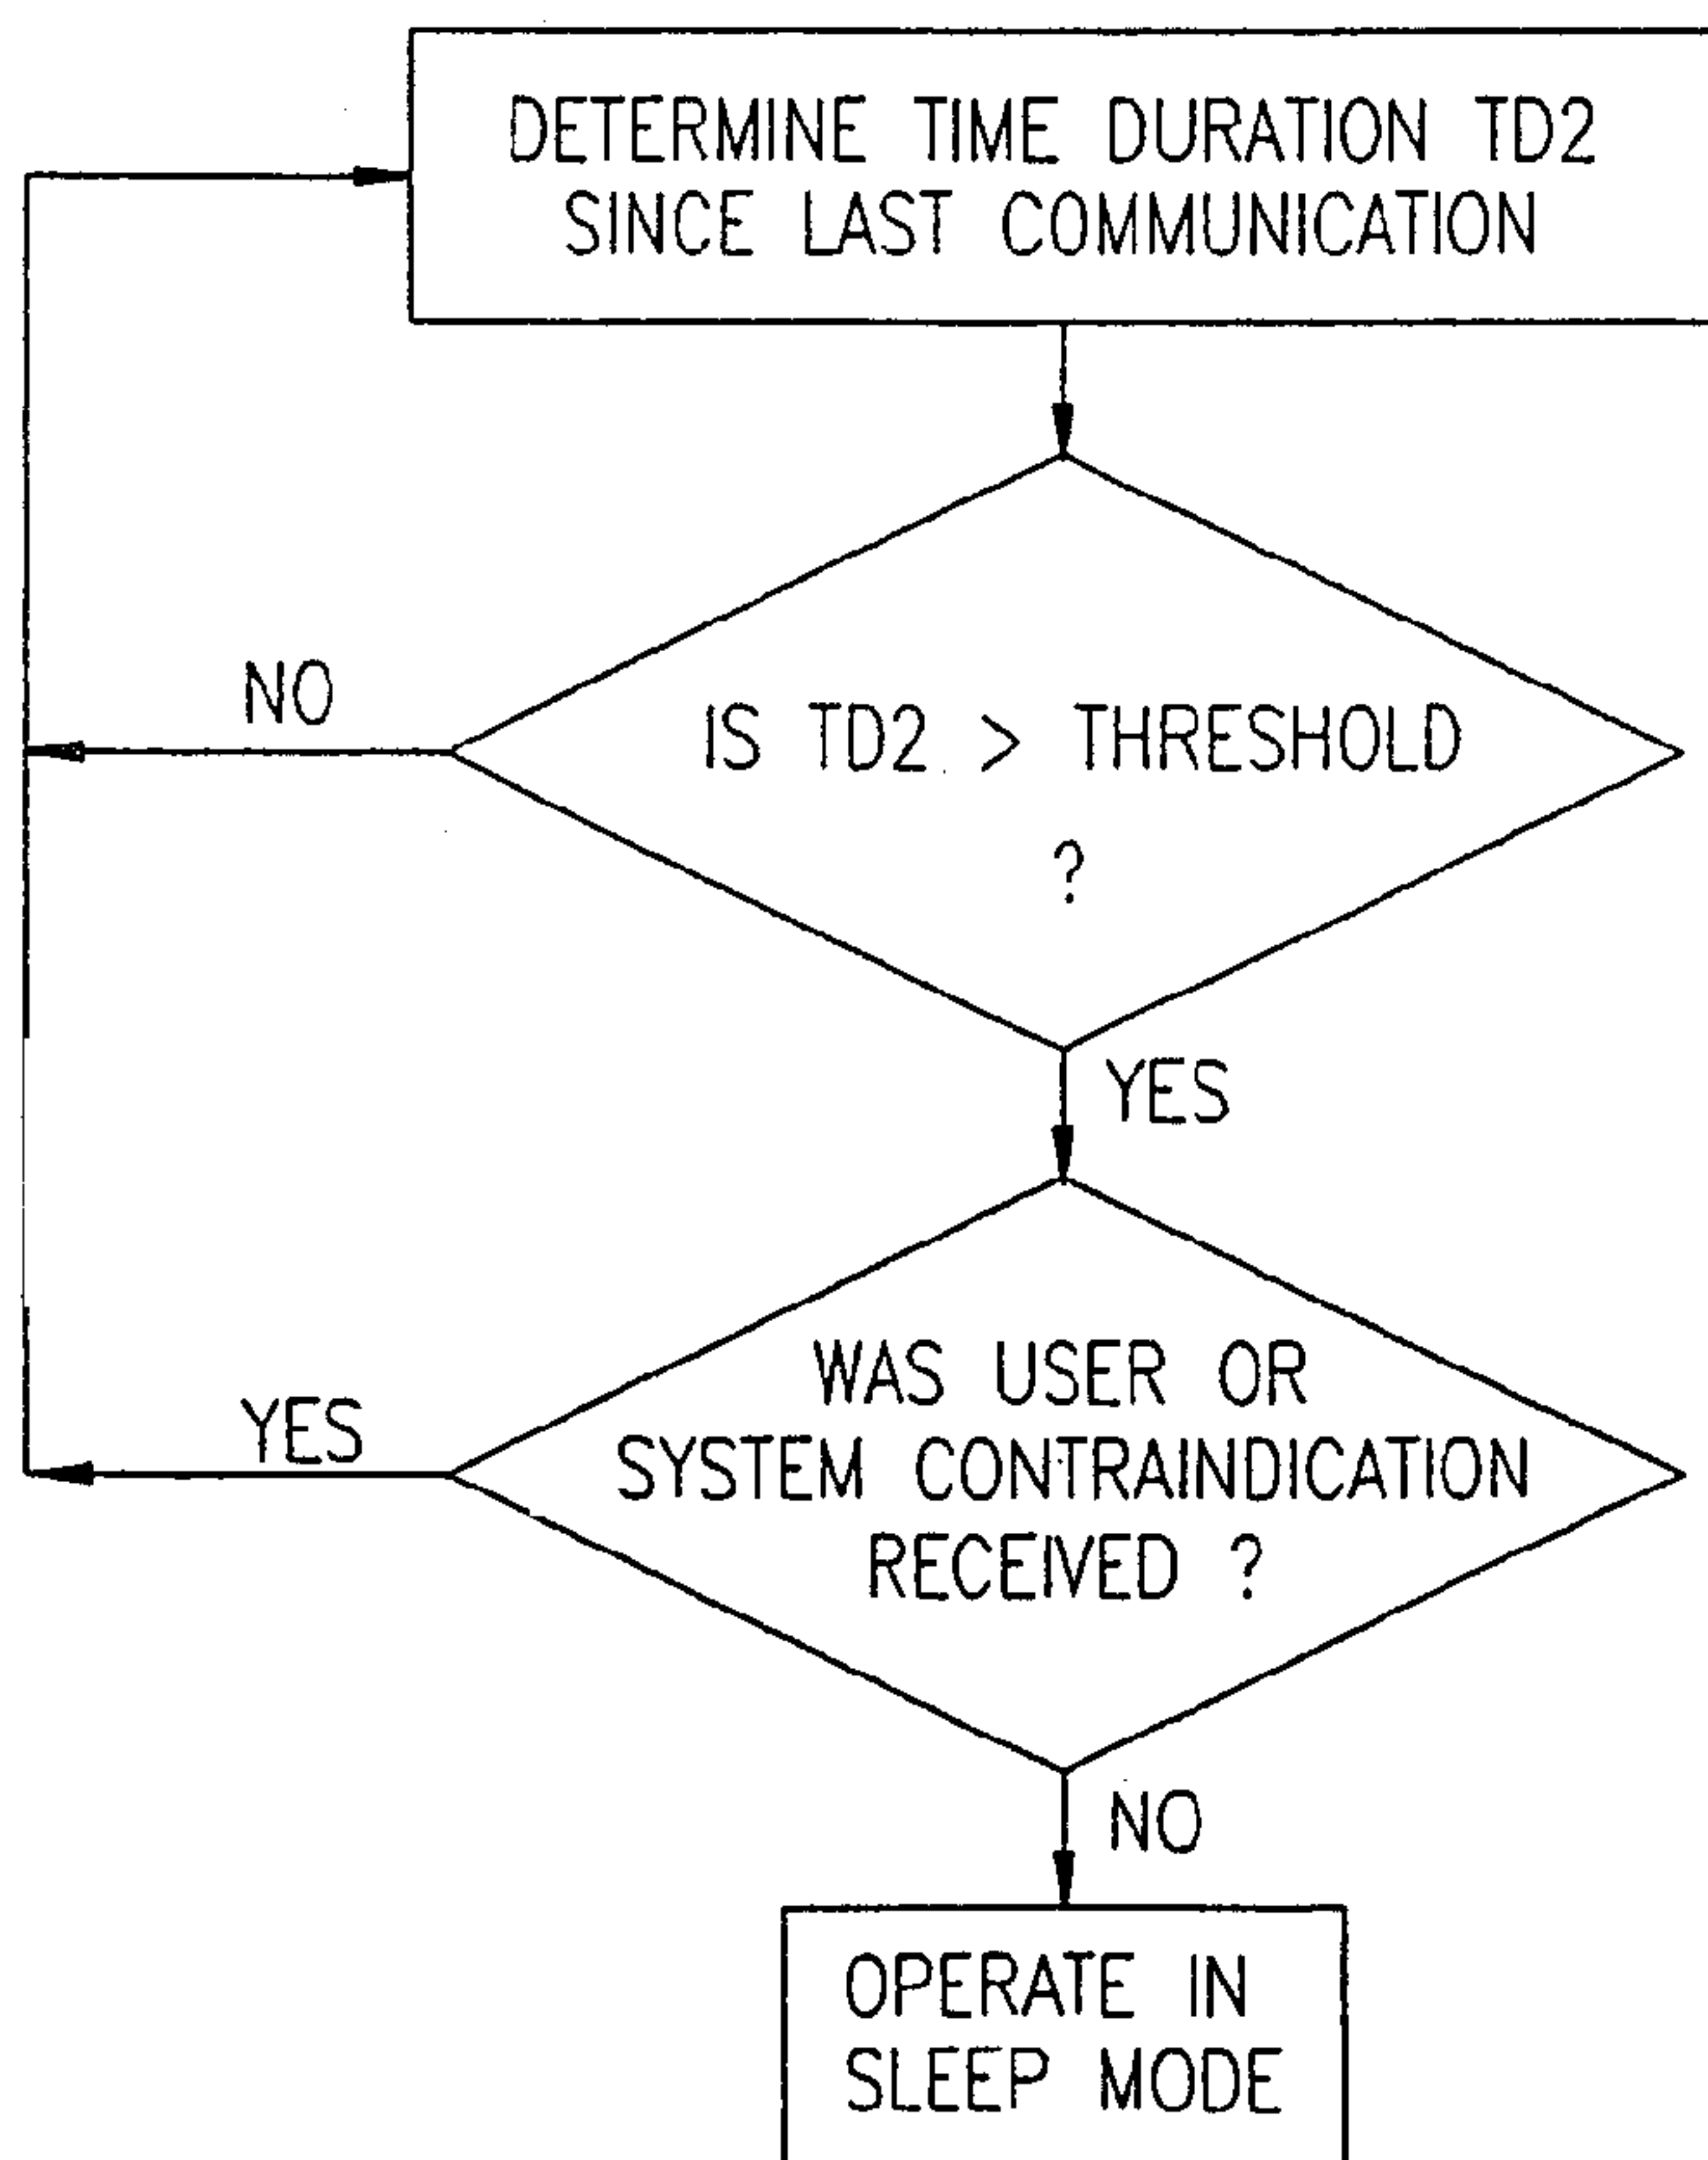 DETERMINE TIME DURATION TD2
SINCE LAST COMMUNICATION
NO
IS TD2 > THRESHOLD
?
YES
WAS USER OR
SYSTEM CONTRAINDICATION
RECEIVED ?
YES
NO
OPERATE IN
SLEEP MODE